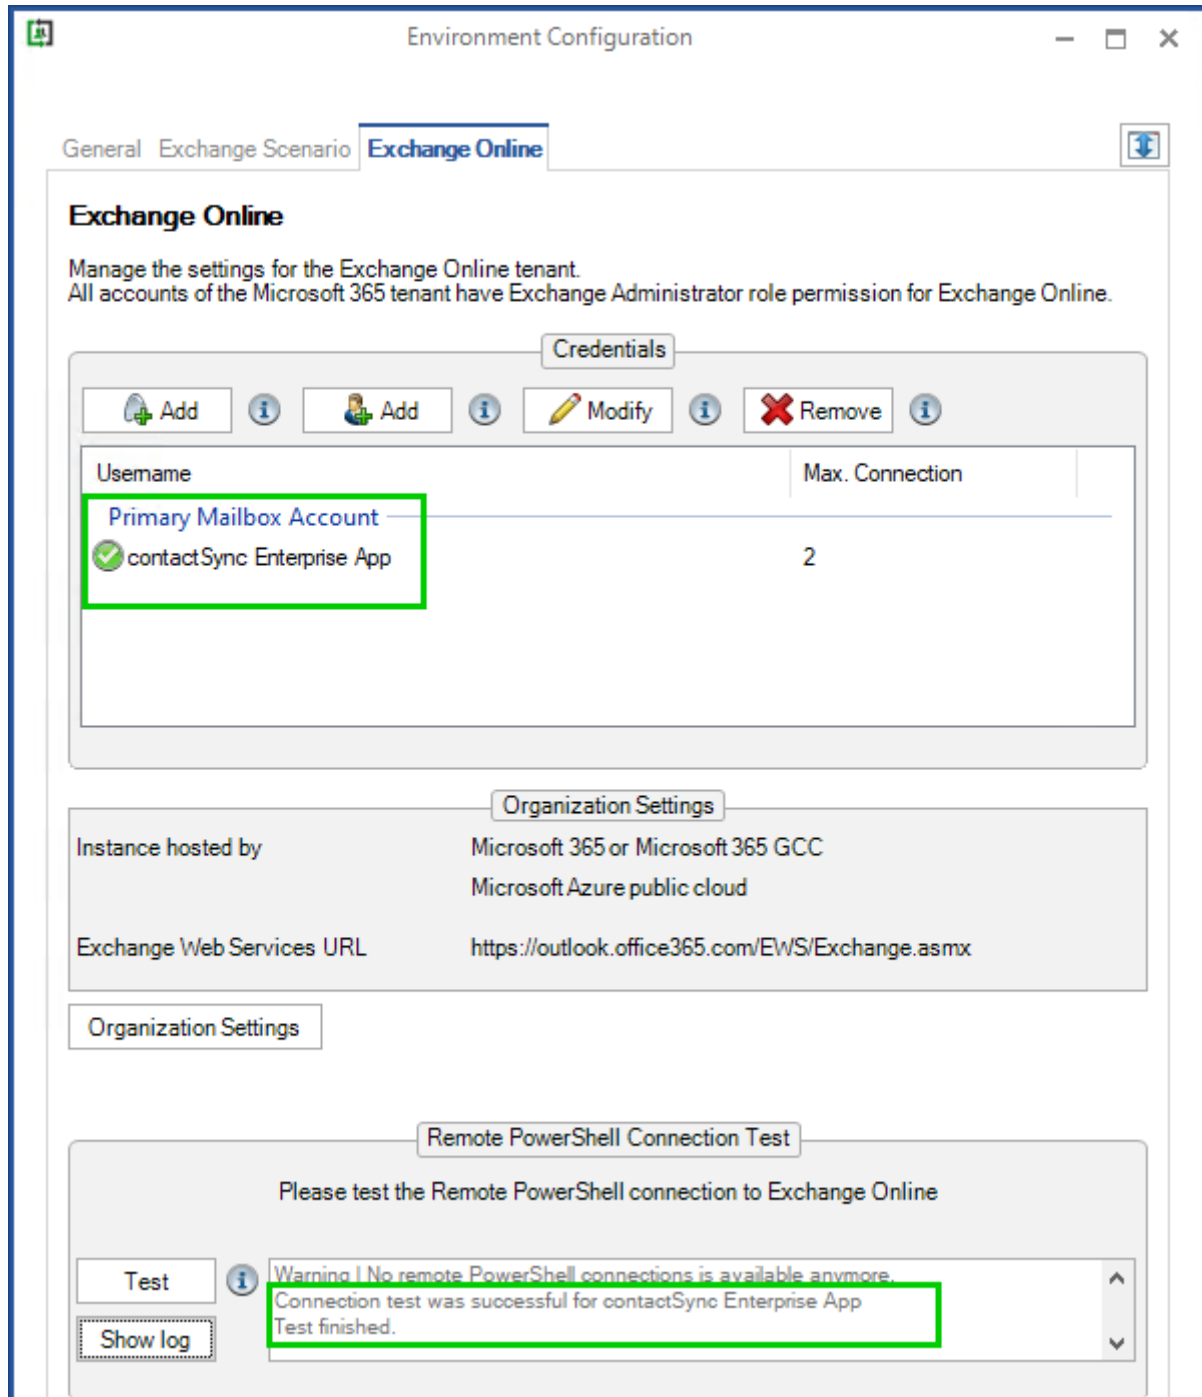 Environment Configuration
General Exchange Scenario Exchange Online
Exchange Online
Manage the settings for the Exchange Online tenant.
All accounts of the Microsoft 365 tenant have Exchange Administrator role permission for Exchange Online.
Credentials
Add Add Modify Remove
Username Max. Connection
Primary Mailbox Account
contactSync Enterprise App 2
Organization Settings
Instance hosted by Microsoft 365 or Microsoft 365 GCC
Microsoft Azure public cloud
Exchange Web Services URL https://outlook.office365.com/EWS/Exchange.asmx
Organization Settings
Remote PowerShell Connection Test
Please test the Remote PowerShell connection to Exchange Online
Test
Warning | No remote PowerShell connections is available anymore.
Connection test was successful for contactSync Enterprise App
Test finished.
Show log